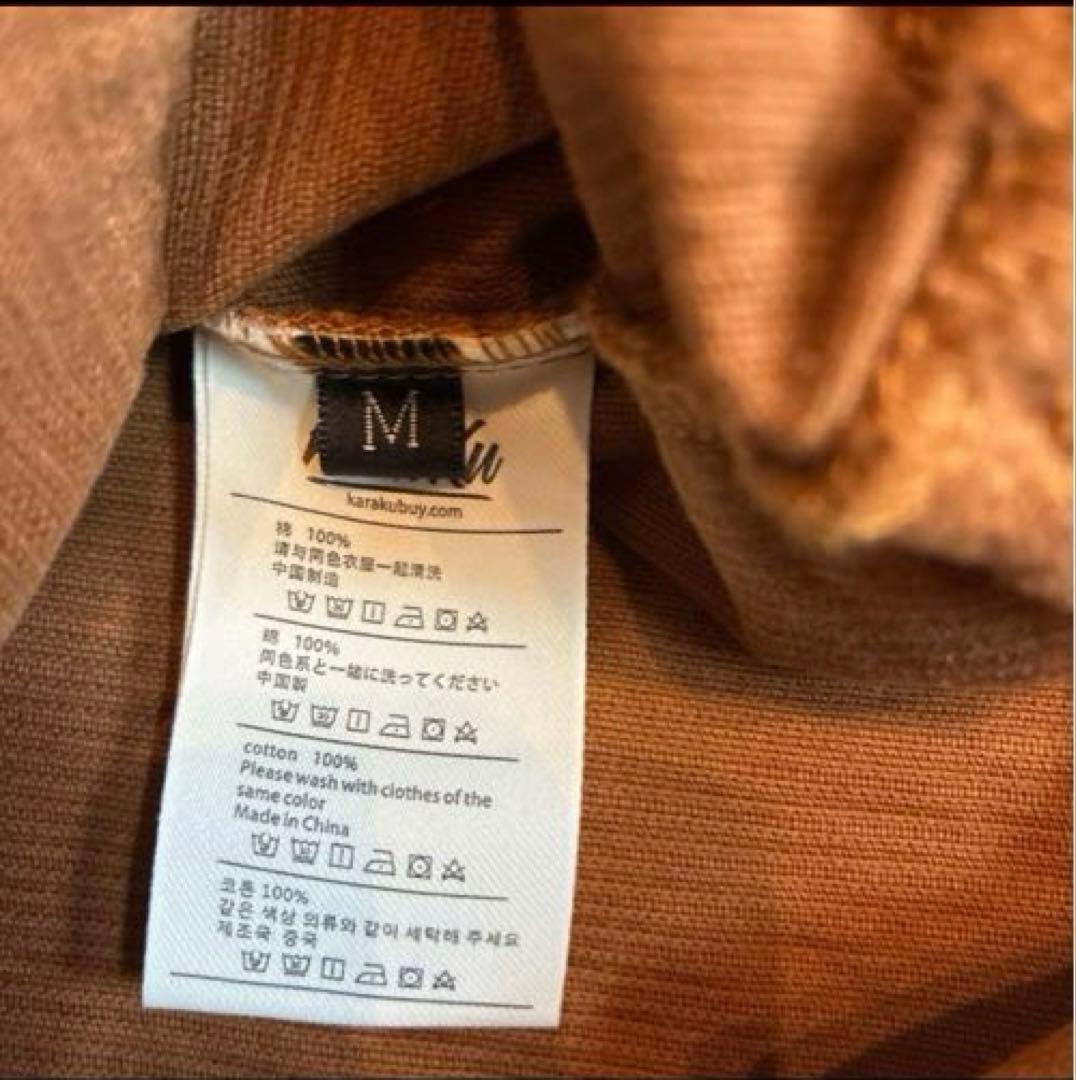 M
karakubuy.com
棉 100%
请与同色衣服一起清洗
中国制造
綿 100%
同色系と一緒に洗ってください
中国製
cotton 100%
Please wash with clothes of the
same color
Made in China
코튼 100%
같은 색상 의류와 같이 세탁해 주세요
제조국 중국